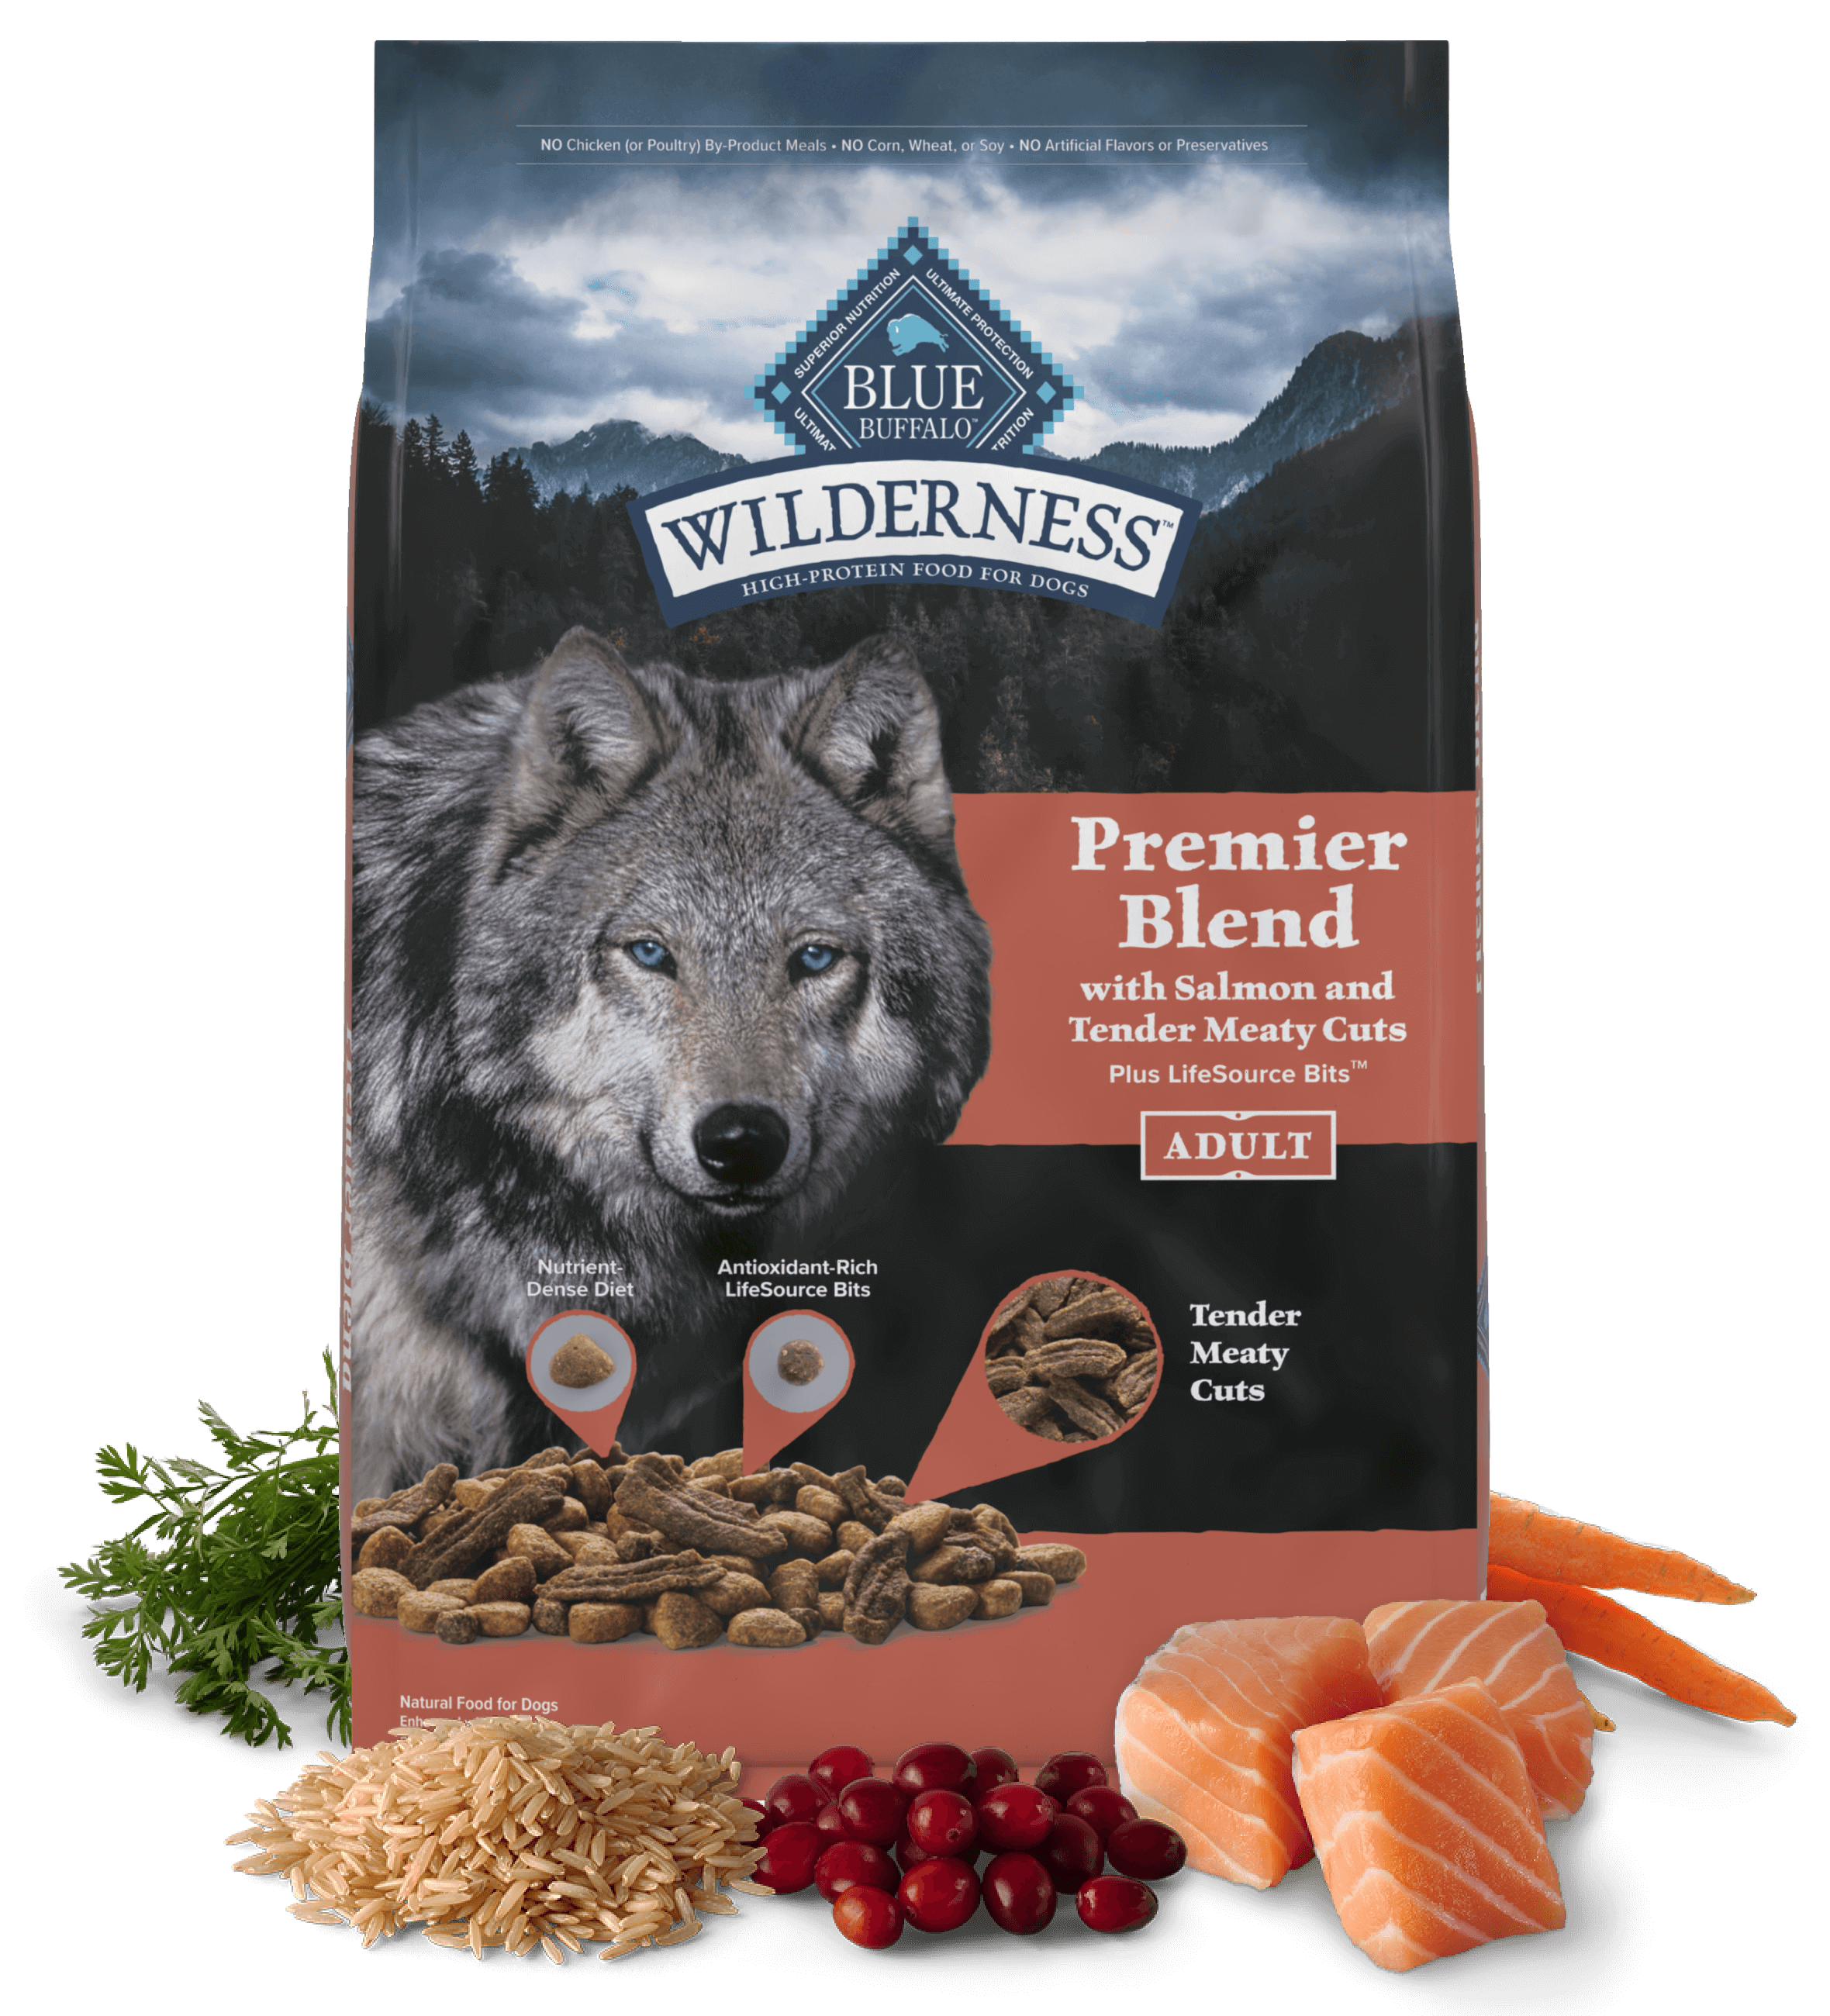 NO Chicken (or Poultry) By-Product Meals • NO Corn, Wheat, or Soy • NO Artificial Flavors or Preservatives
SUPERIOR NUTRITION
ULTIMATE PROTECTION
BLUE
BUFFALO™
WILDERNESS™
HIGH-PROTEIN FOOD FOR DOGS
Premier
Blend
with Salmon and
Tender Meaty Cuts
Plus LifeSource Bits™
ADULT
Nutrient-
Dense Diet
Antioxidant-Rich
LifeSource Bits
Tender
Meaty
Cuts
Natural Food for Dogs